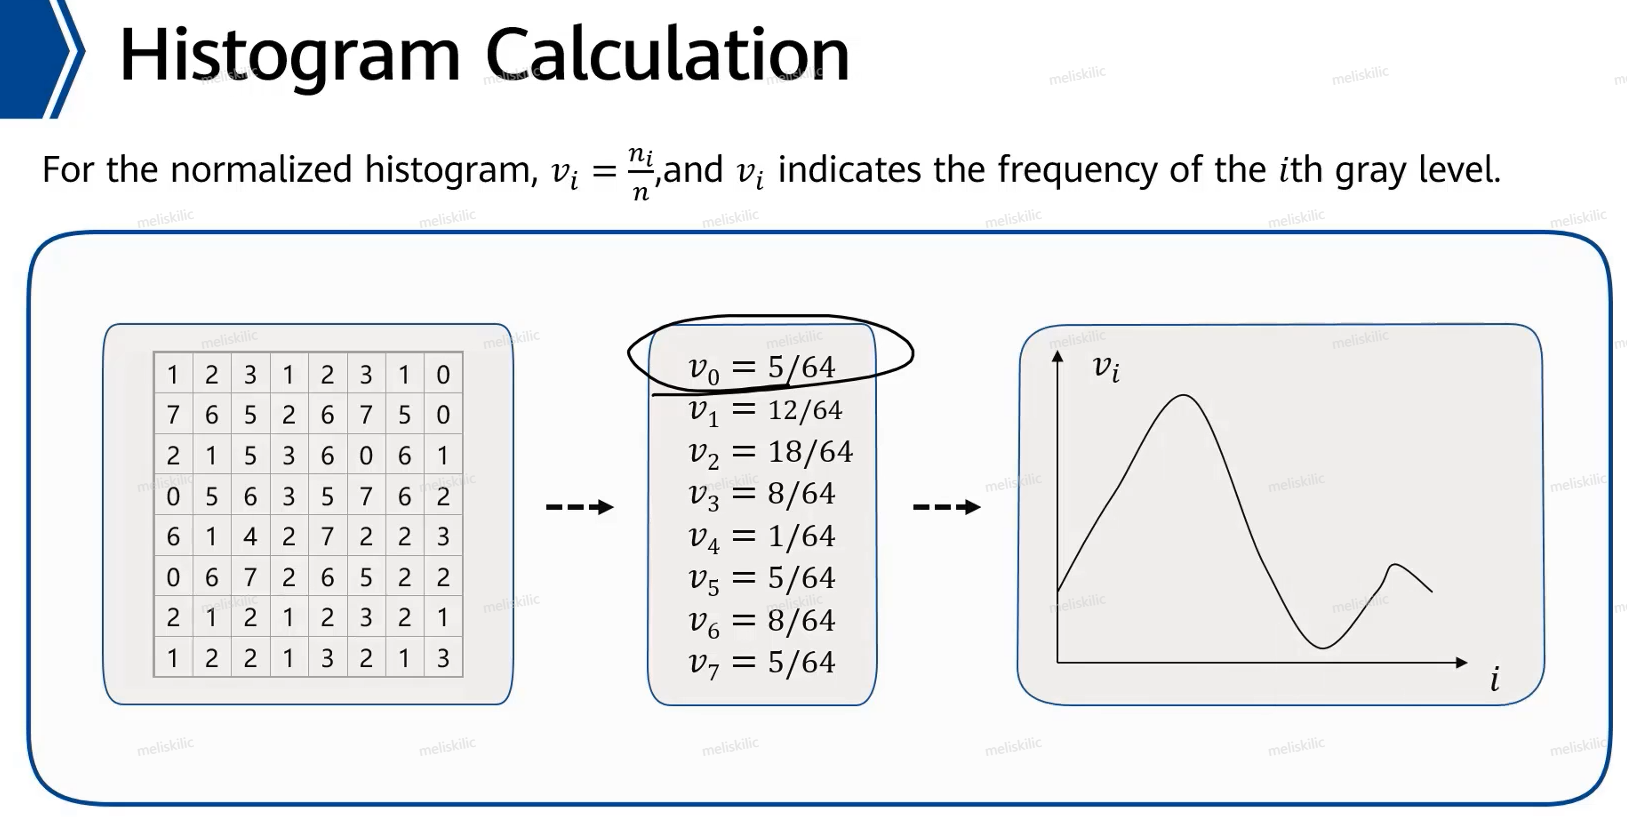 Histogram Calculation
For the normalized histogram, v_i = n_i/n ,and v_i indicates the frequency of the ith gray level.
1 2 3 1 2 3 1 0
7 6 5 2 6 7 5 0
2 1 5 3 6 0 6 1
0 5 6 3 5 7 6 2
6 1 4 2 7 2 2 3
0 6 7 2 6 5 2 2
2 1 2 1 2 3 2 1
1 2 2 1 3 2 1 3
v_0 = 5/64
v_1 = 12/64
v_2 = 18/64
v_3 = 8/64
v_4 = 1/64
v_5 = 5/64
v_6 = 8/64
v_7 = 5/64
v_i
i
meliskilic